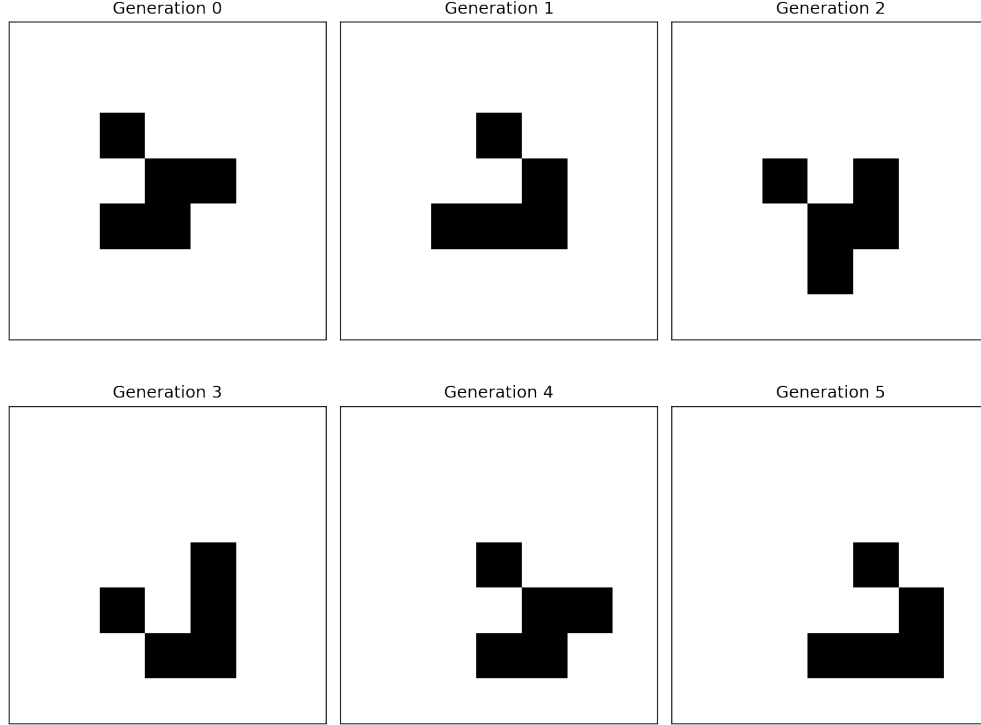 Generation 0
Generation 1
Generation 2
Generation 3
Generation 4
Generation 5